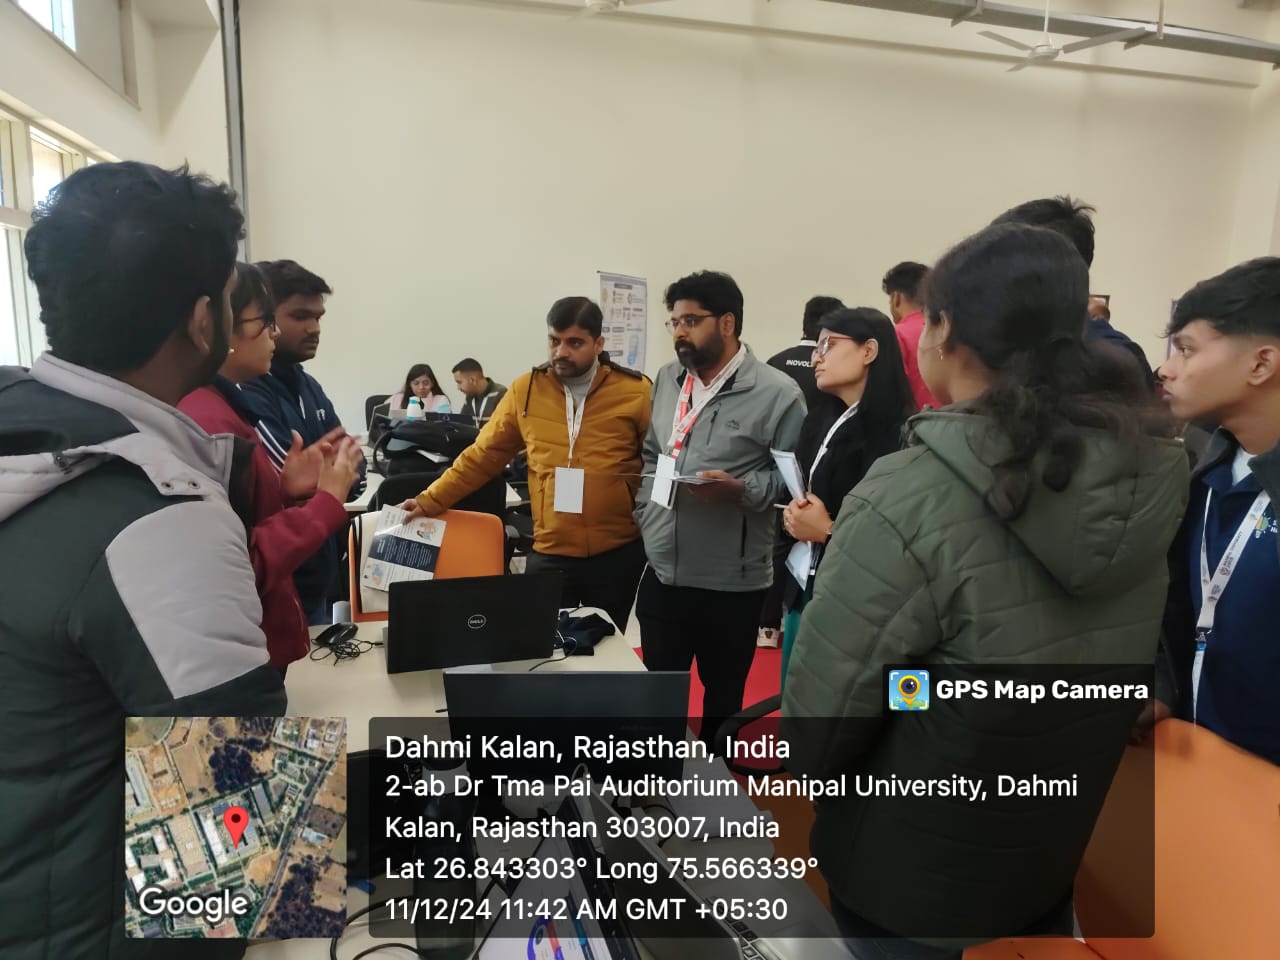 INOVOL
DELL
GPS Map Camera
Dahmi Kalan, Rajasthan, India
2-ab Dr Tma Pai Auditorium Manipal University, Dahmi
Kalan, Rajasthan 303007, India
Lat 26.843303° Long 75.566339°
11/12/24 11:42 AM GMT +05:30
Google